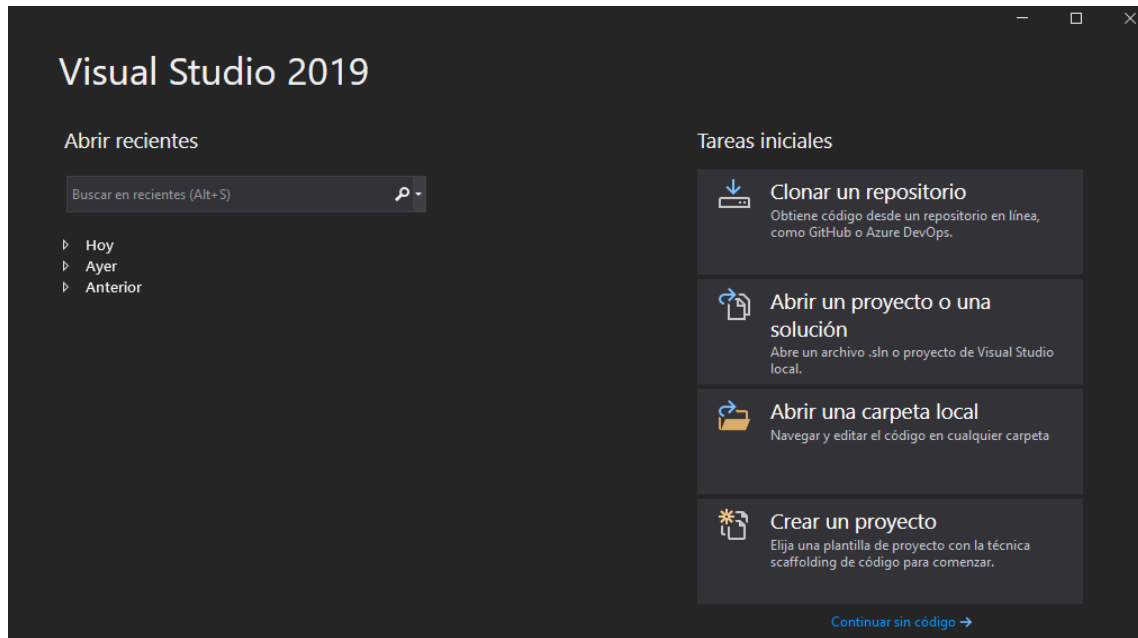 Visual Studio 2019
Abrir recientes
Buscar en recientes (Alt+S)
Hoy
Ayer
Anterior
Tareas iniciales
Clonar un repositorio
Obtiene código desde un repositorio en línea,
como GitHub o Azure DevOps.
Abrir un proyecto o una
solución
Abre un archivo .sln o proyecto de Visual Studio
local.
Abrir una carpeta local
Navegar y editar el código en cualquier carpeta
Crear un proyecto
Elija una plantilla de proyecto con la técnica
scaffolding de código para comenzar.
Continuar sin código →